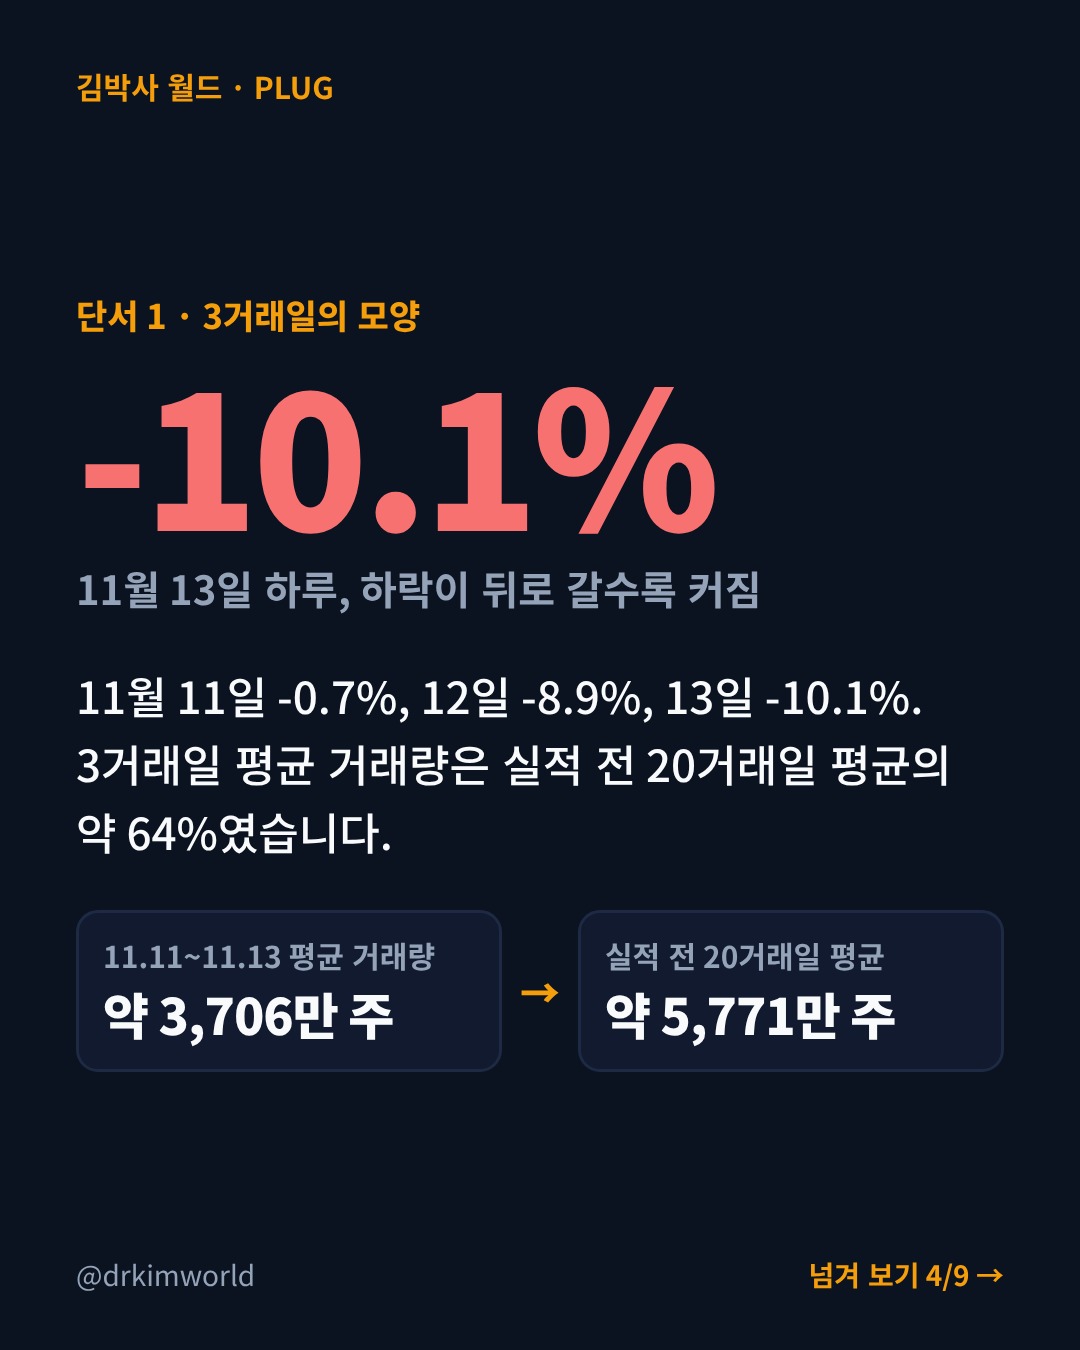 김박사 월드 · PLUG
단서 1 · 3거래일의 모양
-10.1%
11월 13일 하루, 하락이 뒤로 갈수록 커짐
11월 11일 -0.7%, 12일 -8.9%, 13일 -10.1%.
3거래일 평균 거래량은 실적 전 20거래일 평균의
약 64%였습니다.
11.11~11.13 평균 거래량
약 3,706만 주
→
실적 전 20거래일 평균
약 5,771만 주
@drkimworld
넘겨 보기 4/9 →